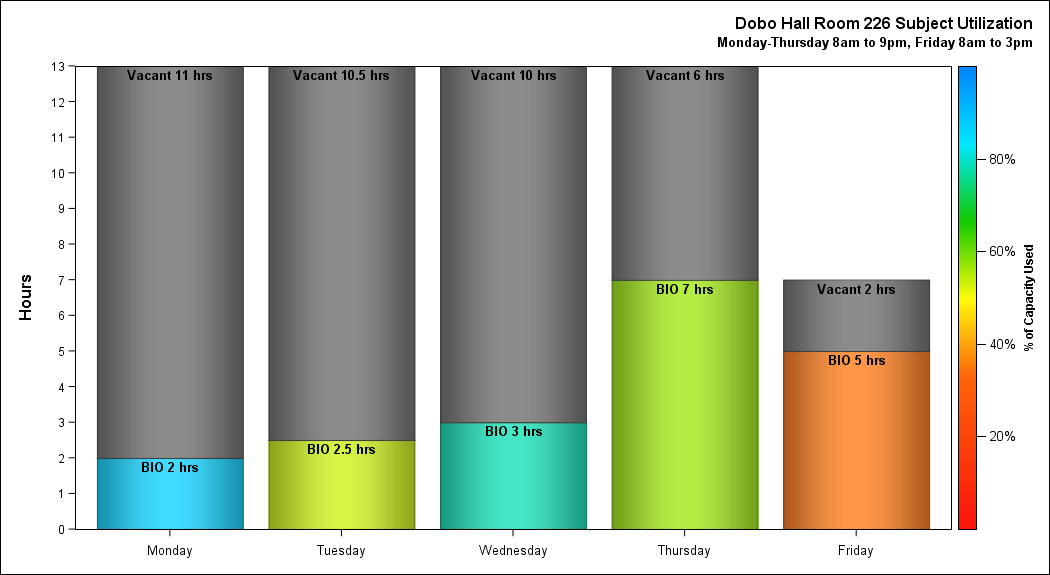 Dobo Hall Room 226 Subject Utilization
Monday-Thursday 8am to 9pm, Friday 8am to 3pm
13
12
11
10
9
8
7
6
5
4
3
2
1
0
Hours
Vacant 11 hrs
Vacant 10.5 hrs
Vacant 10 hrs
Vacant 6 hrs
BIO 7 hrs
Vacant 2 hrs
BIO 5 hrs
BIO 3 hrs
BIO 2.5 hrs
BIO 2 hrs
Monday
Tuesday
Wednesday
Thursday
Friday
80%
60%
40%
20%
% of Capacity Used